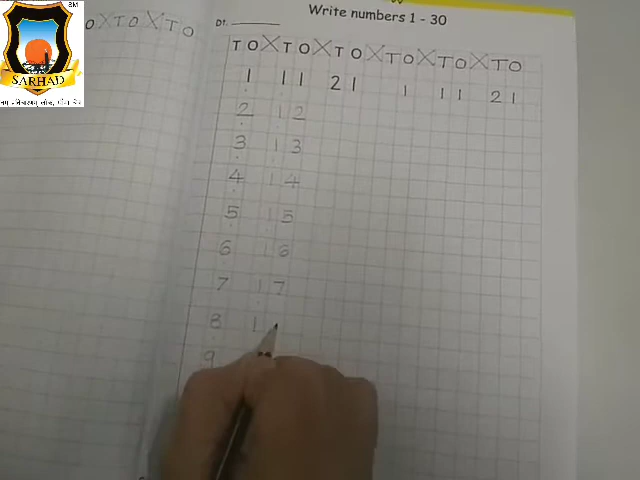 SM
SARHAD
O X T O X T O
Dt.
Write numbers 1 - 30
T O X T O X T O X T O X T O X T O
1 11 21 1 11 21
2 12
3 13
4 14
5 15
6 16
7 17
8 1
9